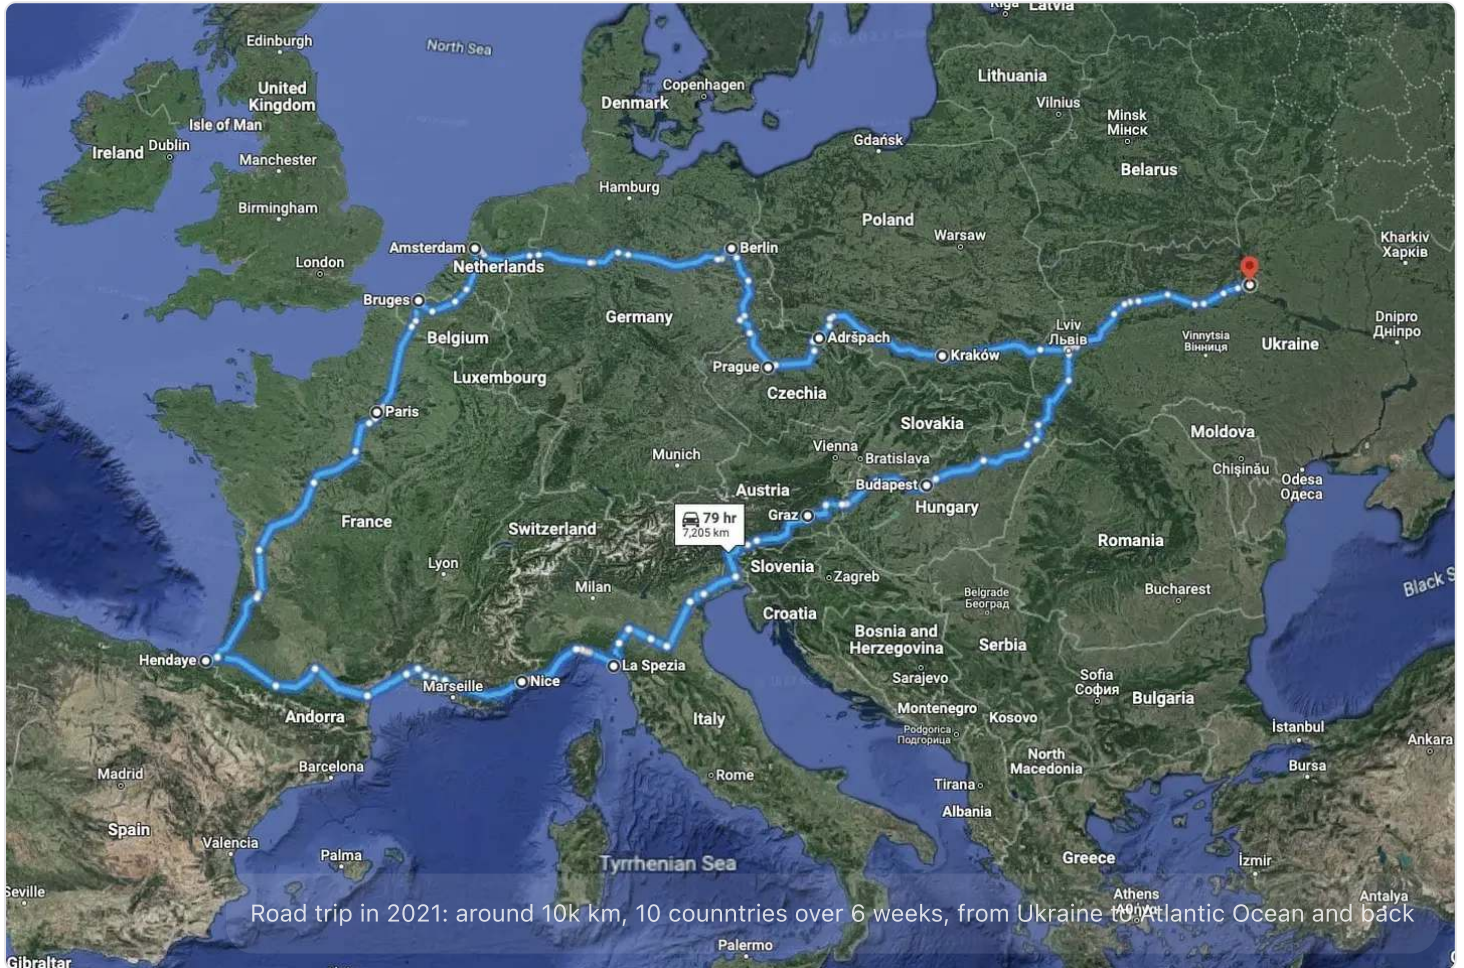 Riga
Latvia
Edinburgh
North Sea
United
Kingdom
Denmark
Copenhagen
Lithuania
Vilnius
Isle of Man
Ireland
Dublin
Manchester
Gdańsk
Minsk
Мінск
Belarus
Birmingham
Hamburg
Poland
Warsaw
London
Amsterdam
Netherlands
Berlin
Kharkiv
Харків
Bruges
Belgium
Germany
Adršpach
Kraków
Lviv
Львів
Vinnytsia
Вінниця
Ukraine
Dnipro
Дніпро
Luxembourg
Prague
Czechia
Paris
Slovakia
Moldova
Munich
Vienna
Bratislava
Chișinău
Odesa
Одеса
Austria
Budapest
Hungary
France
Switzerland
79 hr
7,205 km
Graz
Romania
Lyon
Milan
Slovenia
Zagreb
Belgrade
Београд
Bucharest
Black S
Croatia
Bosnia and
Herzegovina
Serbia
Hendaye
La Spezia
Marseille
Nice
Sarajevo
Sofia
София
Bulgaria
Andorra
Italy
Montenegro
Kosovo
Podgorica
Подгорица
İstanbul
Ankara
Madrid
Barcelona
Rome
North
Macedonia
Bursa
Tirana
Albania
Spain
Valencia
Palma
Tyrrhenian Sea
Greece
İzmir
Seville
Athens
Αθήνα
Antalya
Road trip in 2021: around 10k km, 10 counntries over 6 weeks, from Ukraine to Atlantic Ocean and back
Palermo
Gibraltar